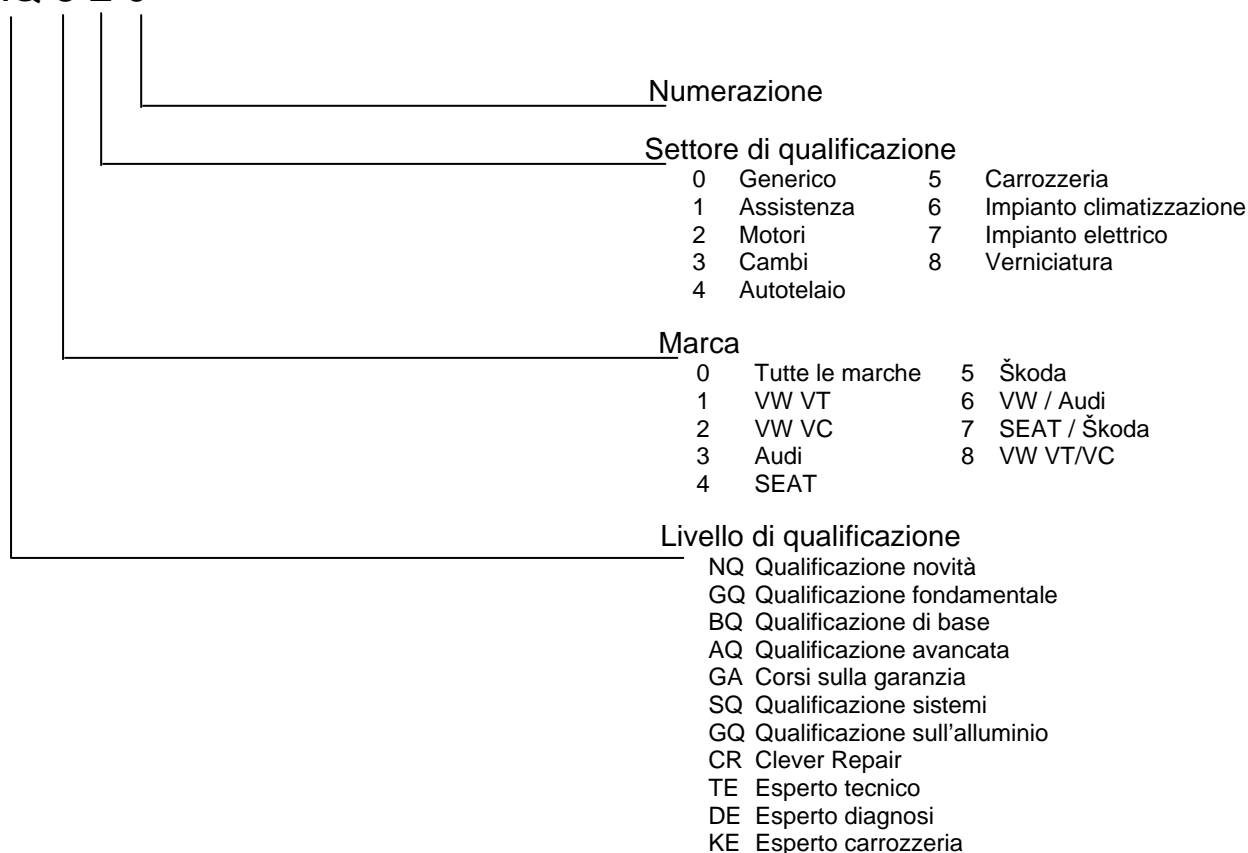 Numerazione
Settore di qualificazione
0 Generico 5 Carrozzeria
1 Assistenza 6 Impianto climatizzazione
2 Motori 7 Impianto elettrico
3 Cambi 8 Verniciatura
4 Autotelaio
Marca
0 Tutte le marche 5 Škoda
1 VW VT 6 VW / Audi
2 VW VC 7 SEAT / Škoda
3 Audi 8 VW VT/VC
4 SEAT
Livello di qualificazione
NQ Qualificazione novità
GQ Qualificazione fondamentale
BQ Qualificazione di base
AQ Qualificazione avancata
GA Corsi sulla garanzia
SQ Qualificazione sistemi
GQ Qualificazione sull'alluminio
CR Clever Repair
TE Esperto tecnico
DE Esperto diagnosi
KE Esperto carrozzeria